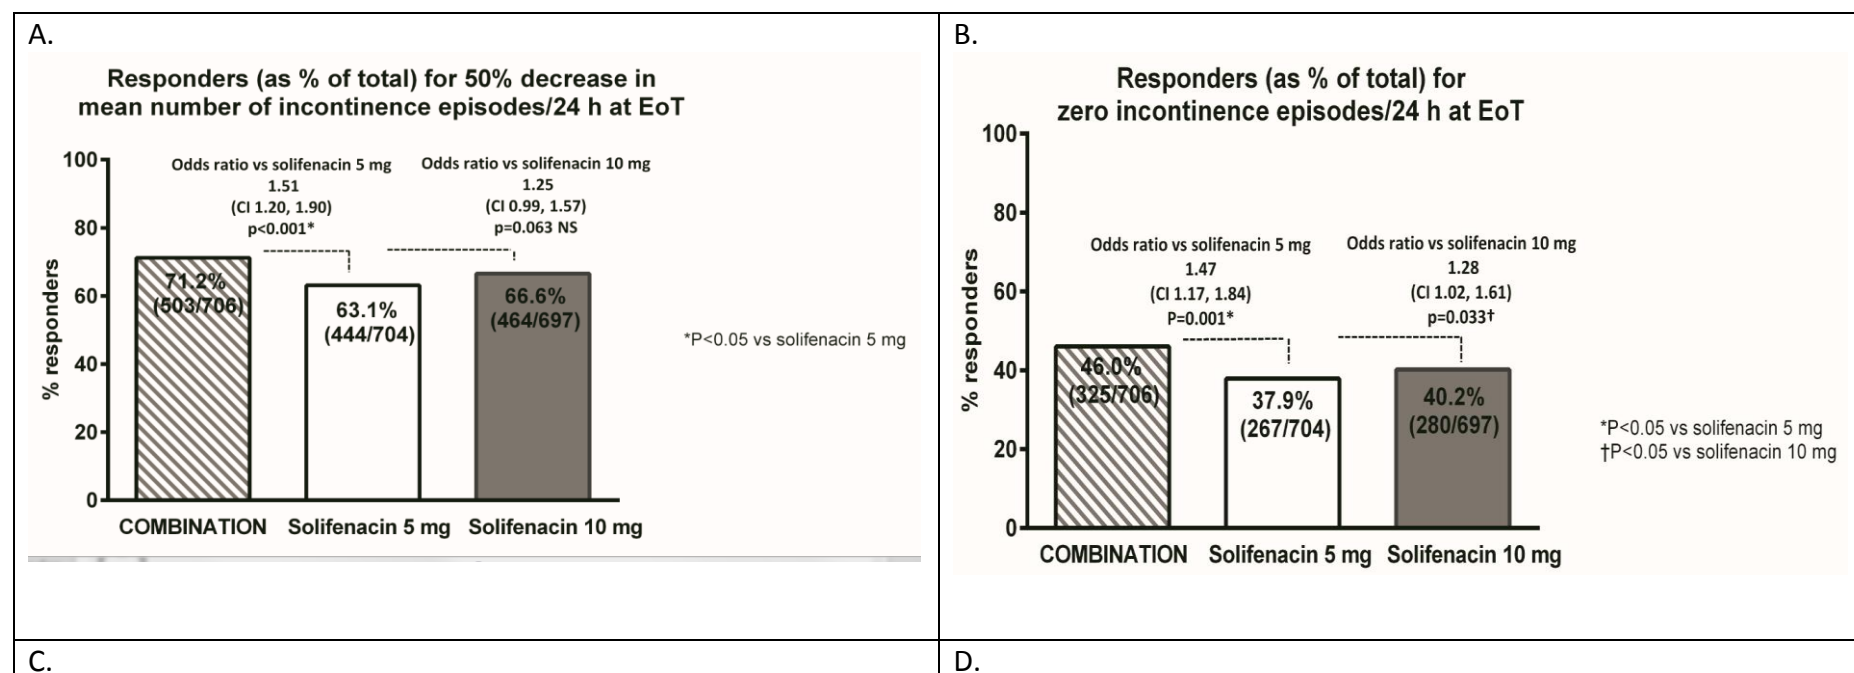 A.
Responders (as % of total) for 50% decrease in
mean number of incontinence episodes/24 h at EoT
Odds ratio vs solifenacin 5 mg
1.51
(CI 1.20, 1.90)
p<0.001*
Odds ratio vs solifenacin 10 mg
1.25
(CI 0.99, 1.57)
p=0.063 NS
% responders
100
80
60
40
20
0
71.2%
(503/706)
63.1%
(444/704)
66.6%
(464/697)
*P<0.05 vs solifenacin 5 mg
COMBINATION
Solifenacin 5 mg
Solifenacin 10 mg
B.
Responders (as % of total) for
zero incontinence episodes/24 h at EoT
Odds ratio vs solifenacin 5 mg
1.47
(CI 1.17, 1.84)
P=0.001*
Odds ratio vs solifenacin 10 mg
1.28
(CI 1.02, 1.61)
p=0.033†
% responders
100
80
60
40
20
0
46.0%
(325/706)
37.9%
(267/704)
40.2%
(280/697)
*P<0.05 vs solifenacin 5 mg
†P<0.05 vs solifenacin 10 mg
COMBINATION
Solifenacin 5 mg
Solifenacin 10 mg
C.
D.